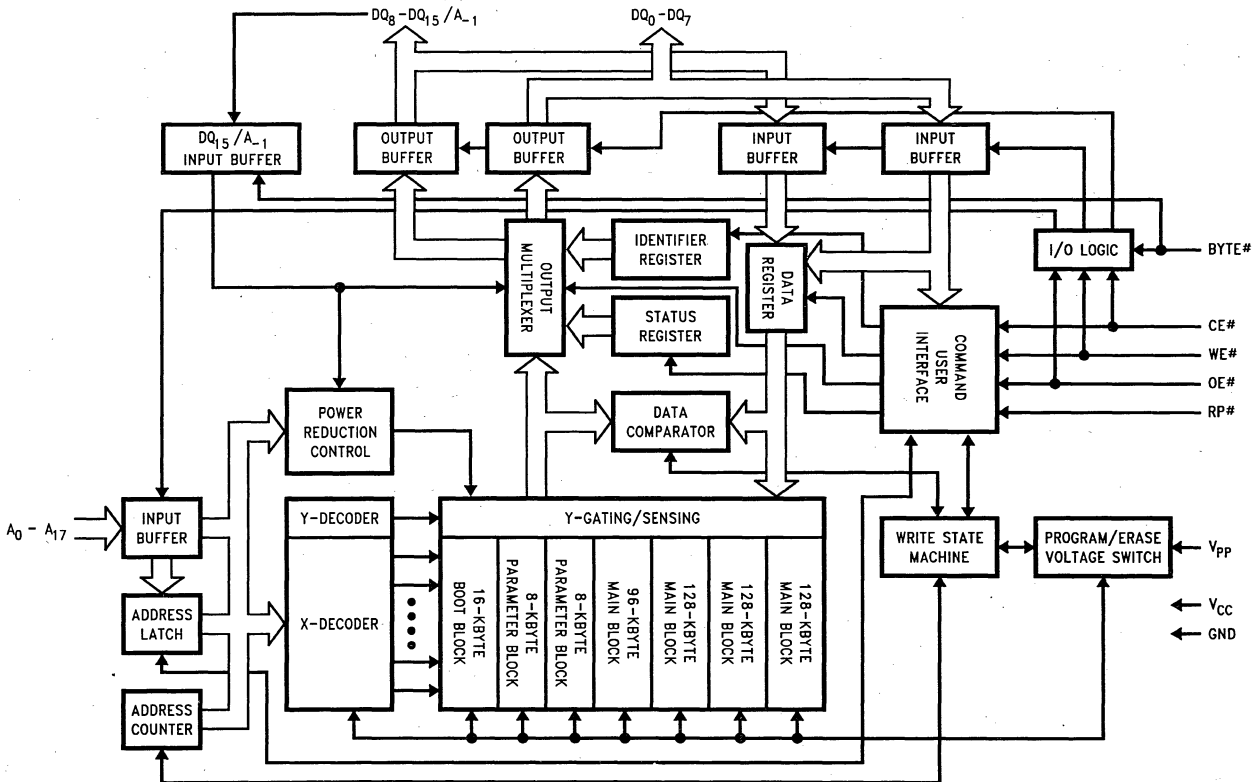 DQ8-DQ15/A-1
DQ0-DQ7
DQ15/A-1
INPUT BUFFER
OUTPUT
BUFFER
OUTPUT
BUFFER
INPUT
BUFFER
INPUT
BUFFER
OUTPUT
MULTIPLEXER
IDENTIFIER
REGISTER
DATA
REGISTER
I/O LOGIC
BYTE#
STATUS
REGISTER
COMMAND
USER
INTERFACE
CE#
WE#
OE#
RP#
POWER
REDUCTION
CONTROL
DATA
COMPARATOR
A0 - A17
INPUT
BUFFER
Y-DECODER
Y-GATING/SENSING
WRITE STATE
MACHINE
PROGRAM/ERASE
VOLTAGE SWITCH
VPP
ADDRESS
LATCH
X-DECODER
16-KBYTE
BOOT BLOCK
8-KBYTE
PARAMETER BLOCK
8-KBYTE
PARAMETER BLOCK
96-KBYTE
MAIN BLOCK
128-KBYTE
MAIN BLOCK
128-KBYTE
MAIN BLOCK
128-KBYTE
MAIN BLOCK
VCC
GND
ADDRESS
COUNTER